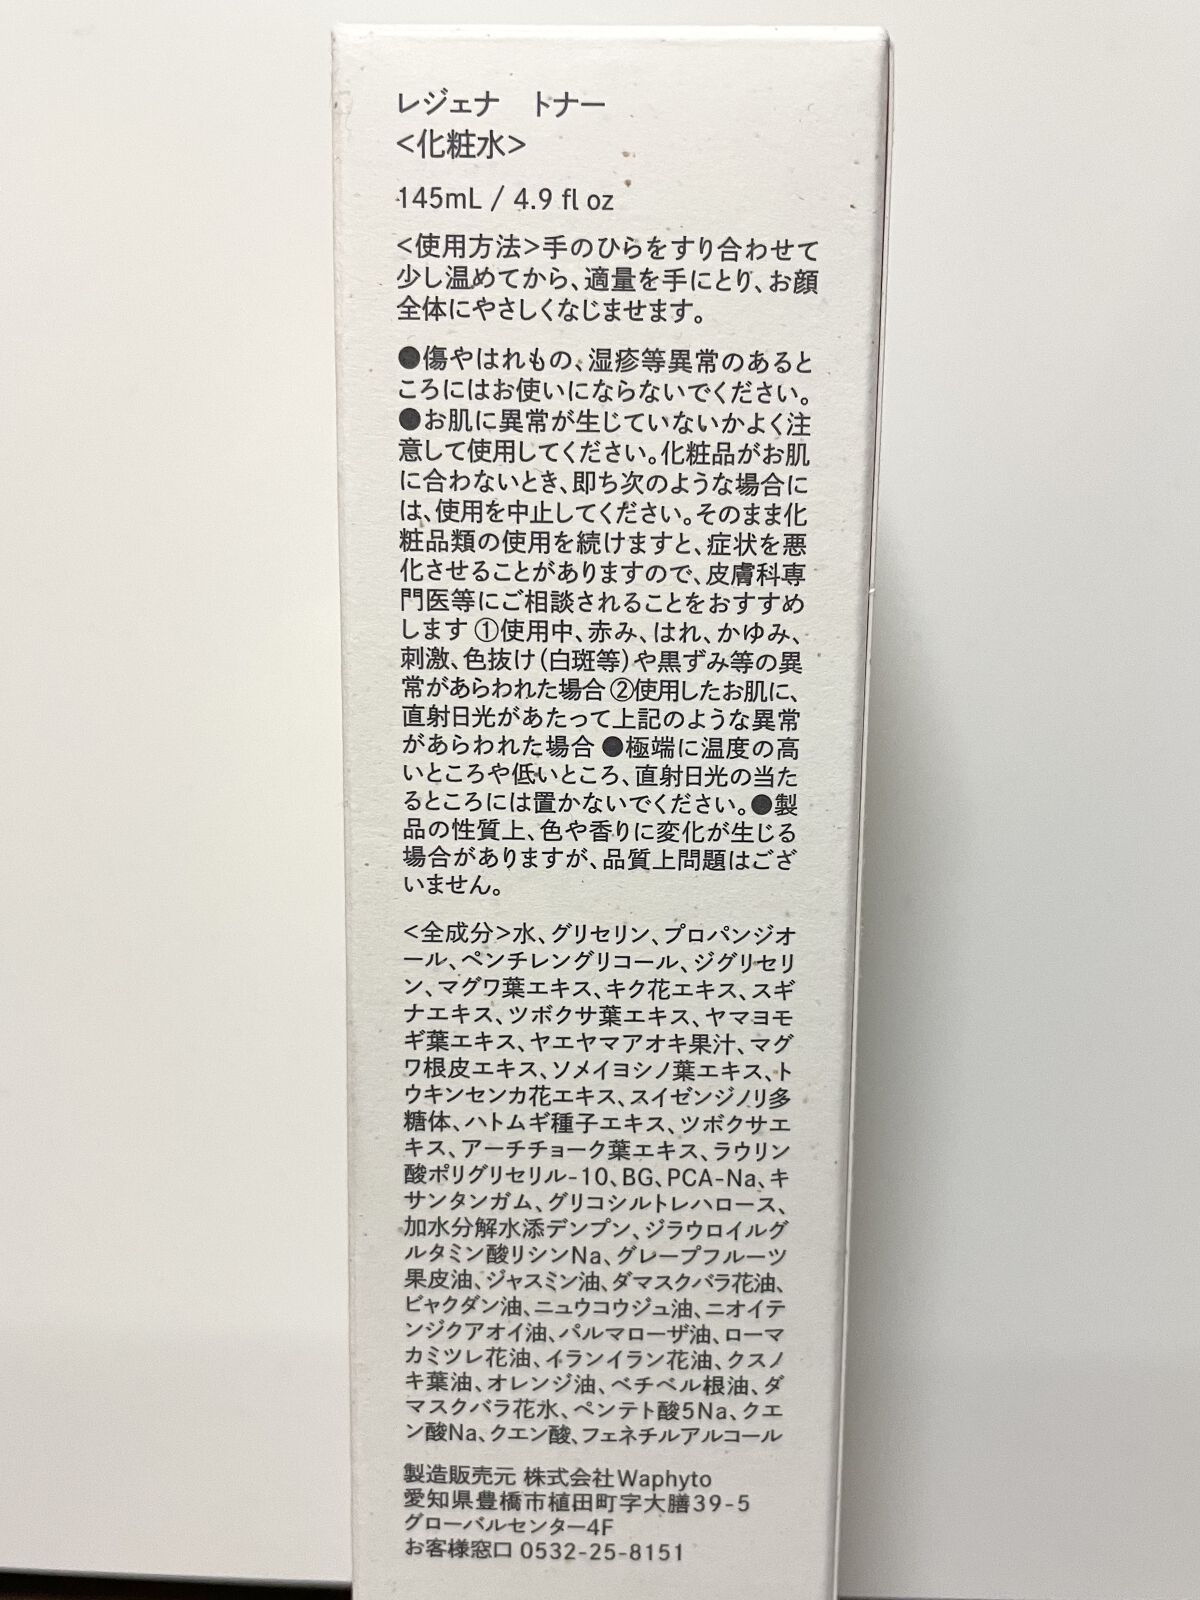 レジェナ　トナー
<化粧水>
145mL / 4.9 fl oz
<使用方法>手のひらをすり合わせて
少し温めてから、適量を手にとり、お顔
全体にやさしくなじませます。
●傷やはれもの、湿疹等異常のあると
ころにはお使いにならないでください。
●お肌に異常が生じていないかよく注
意して使用してください。化粧品がお肌
に合わないとき、即ち次のような場合に
は、使用を中止してください。そのまま化
粧品類の使用を続けますと、症状を悪
化させることがありますので、皮膚科専
門医等にご相談されることをおすすめ
します ①使用中、赤み、はれ、かゆみ、
刺激、色抜け(白斑等)や黒ずみ等の異
常があらわれた場合 ②使用したお肌に、
直射日光があたって上記のような異常
があらわれた場合 ●極端に温度の高
いところや低いところ、直射日光の当た
るところには置かないでください。●製
品の性質上、色や香りに変化が生じる
場合がありますが、品質上問題はござ
いません。
<全成分>水、グリセリン、プロパンジオ
ール、ペンチレングリコール、ジグリセリ
ン、マグワ葉エキス、キク花エキス、スギ
ナエキス、ツボクサ葉エキス、ヤマヨモ
ギ葉エキス、ヤエヤマアオキ果汁、マグ
ワ根皮エキス、ソメイヨシノ葉エキス、ト
ウキンセンカ花エキス、スイゼンジノリ多
糖体、ハトムギ種子エキス、ツボクサエ
キス、アーチチョーク葉エキス、ラウリン
酸ポリグリセリル-10、BG、PCA-Na、キ
サンタンガム、グリコシルトレハロース、
加水分解水添デンプン、ジラウロイルグ
ルタミン酸リシンNa、グレープフルーツ
果皮油、ジャスミン油、ダマスクバラ花油、
ビャクダン油、ニュウコウジュ油、ニオイテ
ンジクアオイ油、パルマローザ油、ローマ
カミツレ花油、イランイラン花油、クスノ
キ葉油、オレンジ油、ベチベル根油、ダ
マスクバラ花水、ペンテト酸5Na、クエ
ン酸Na、クエン酸、フェネチルアルコール
製造販売元 株式会社Waphyto
愛知県豊橋市植田町字大膳39-5
グローバルセンター4F
お客様窓口 0532-25-8151